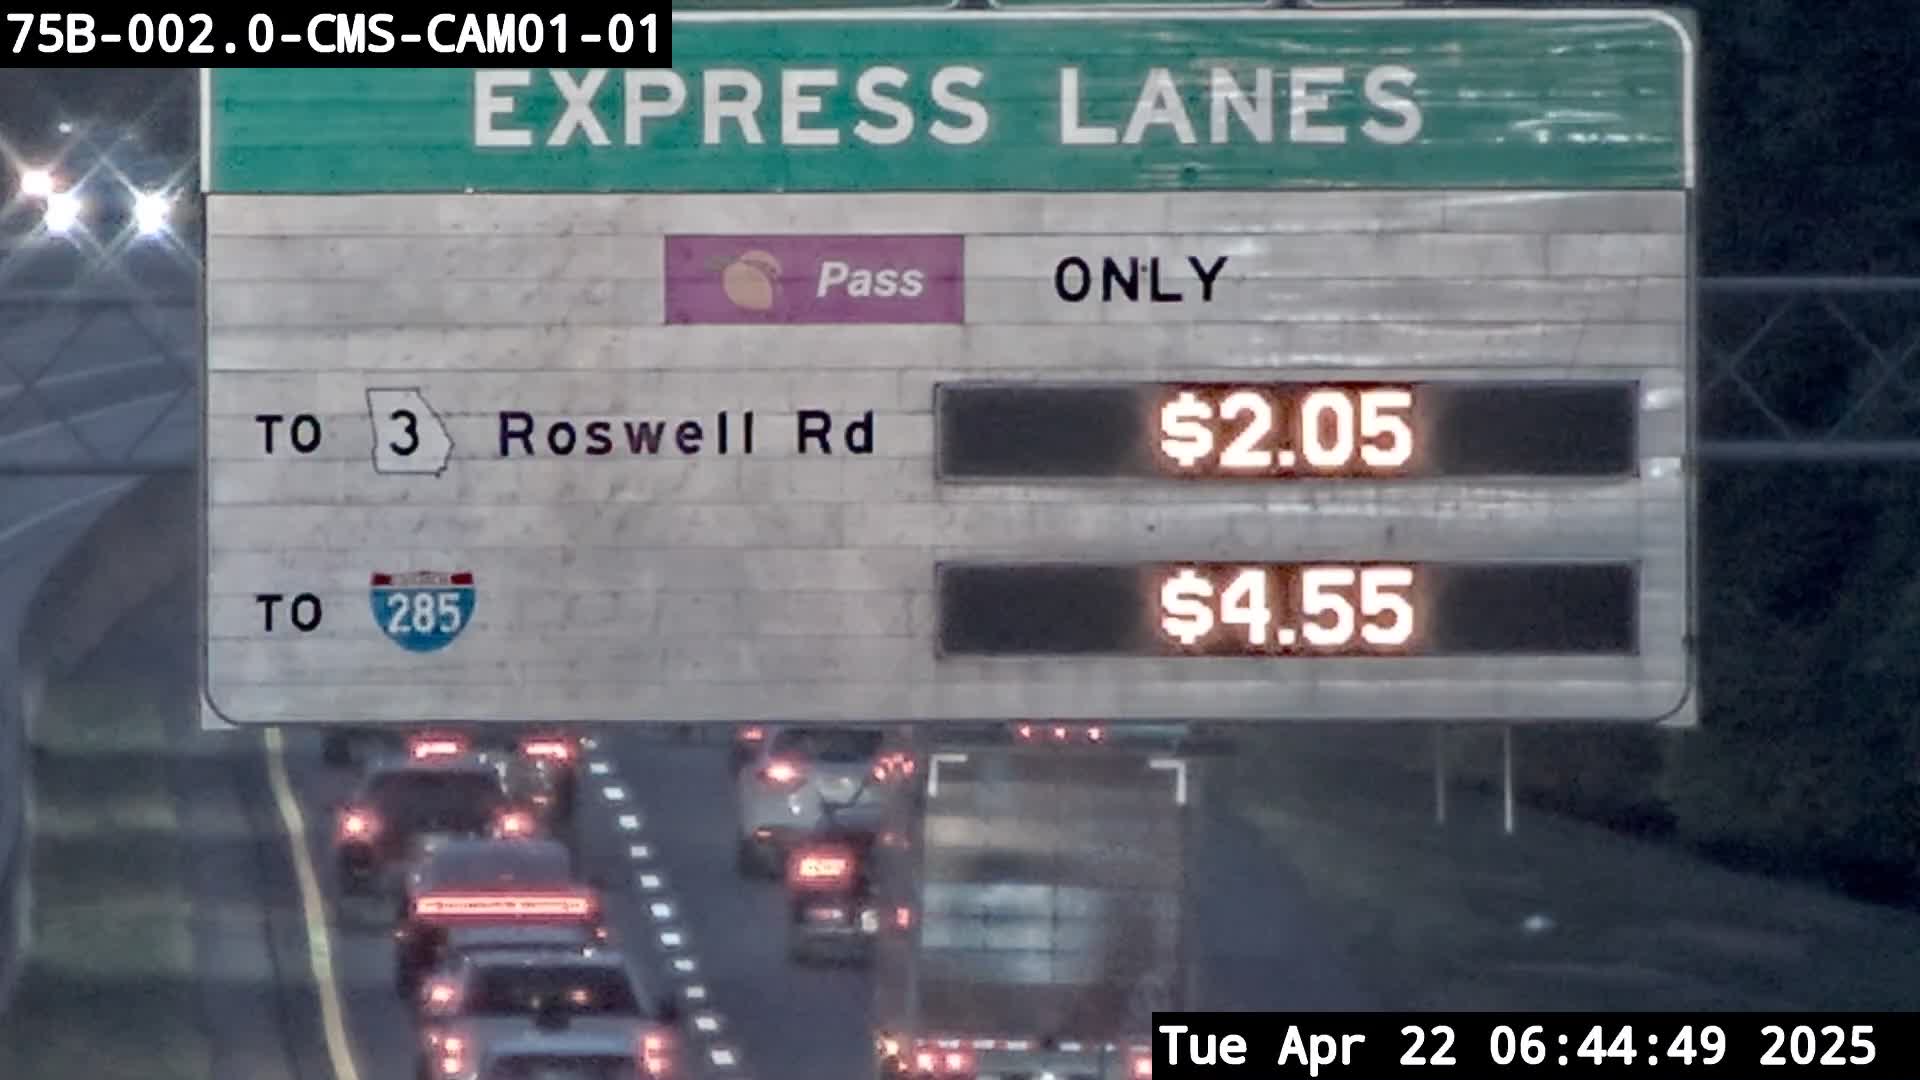 75B-002.0-CMS-CAM01-01
EXPRESS LANES
Pass ONLY
TO 3 Roswell Rd $2.05
TO 285 $4.55
Tue Apr 22 06:44:49 2025